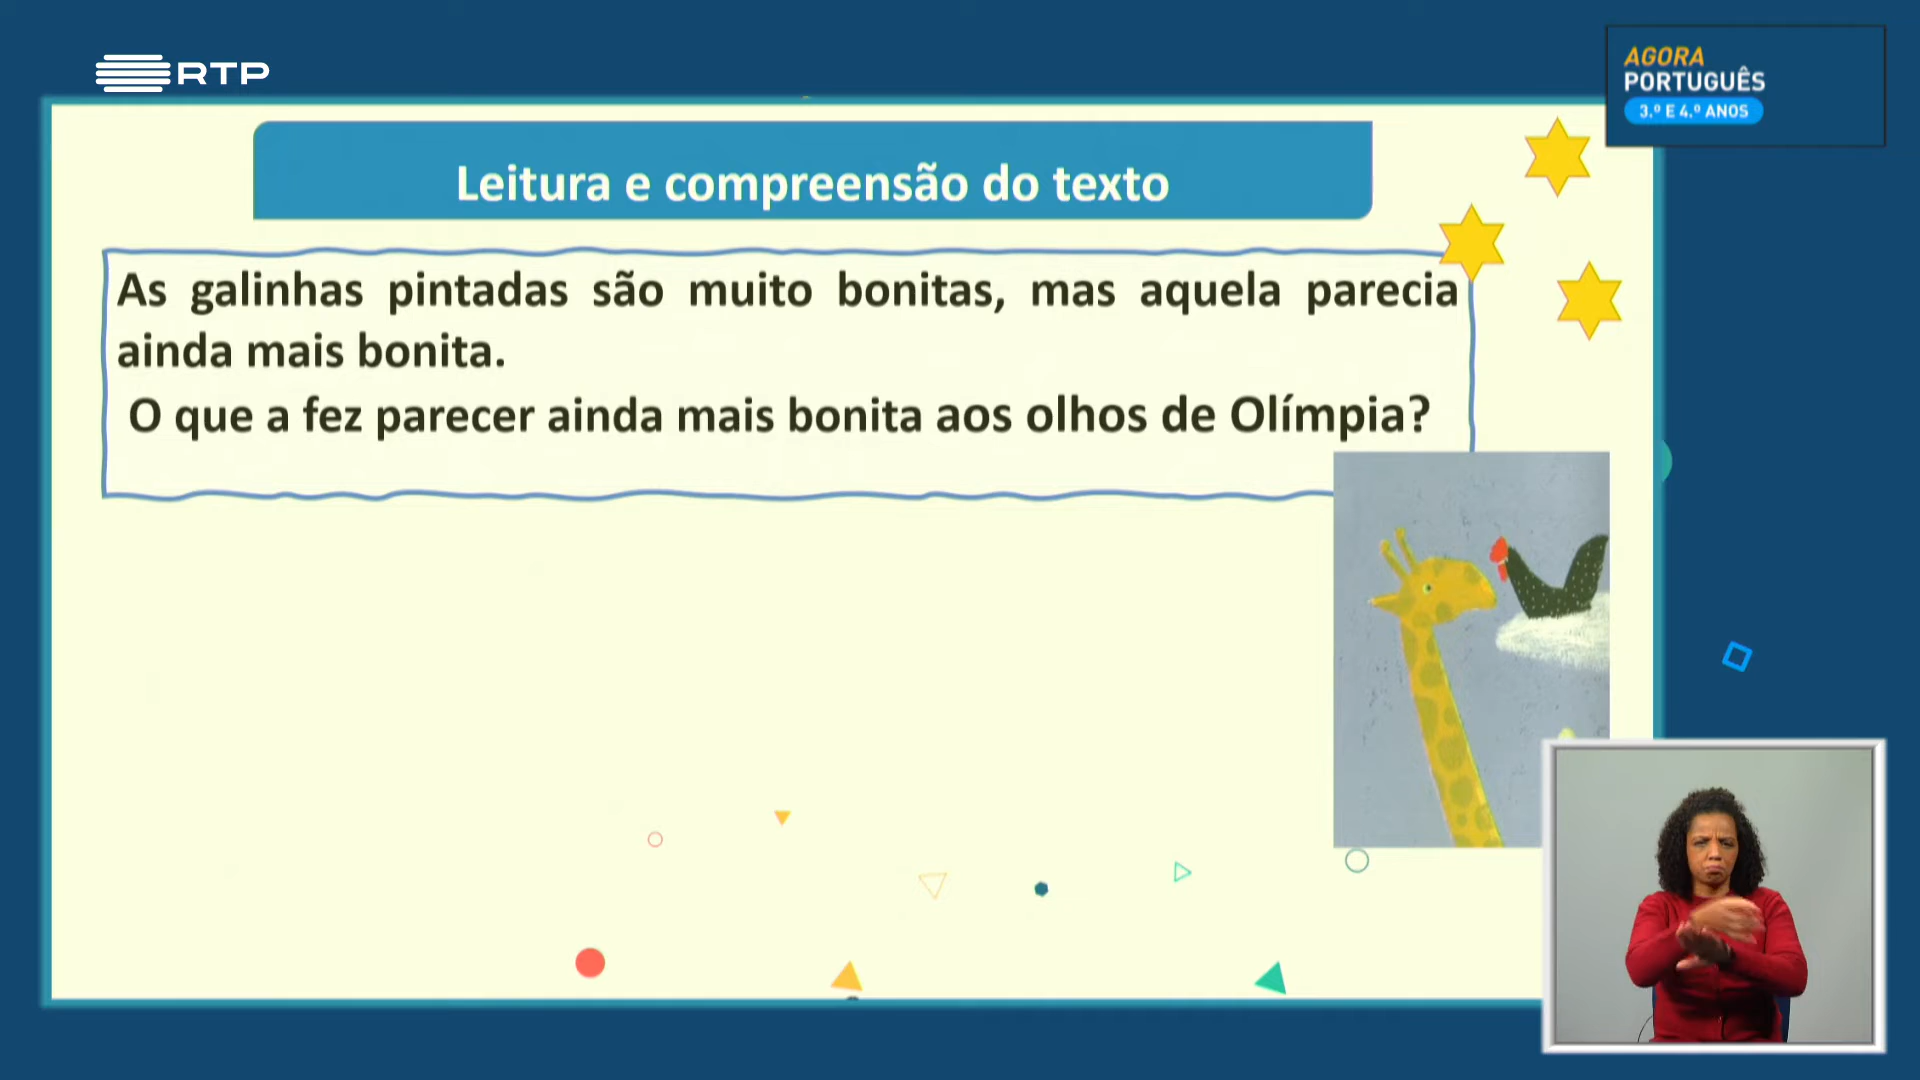 RTP
AGORA
PORTUGUÊS
3.º E 4.º ANOS
Leitura e compreensão do texto
As galinhas pintadas são muito bonitas, mas aquela parecia
ainda mais bonita.
O que a fez parecer ainda mais bonita aos olhos de Olímpia?